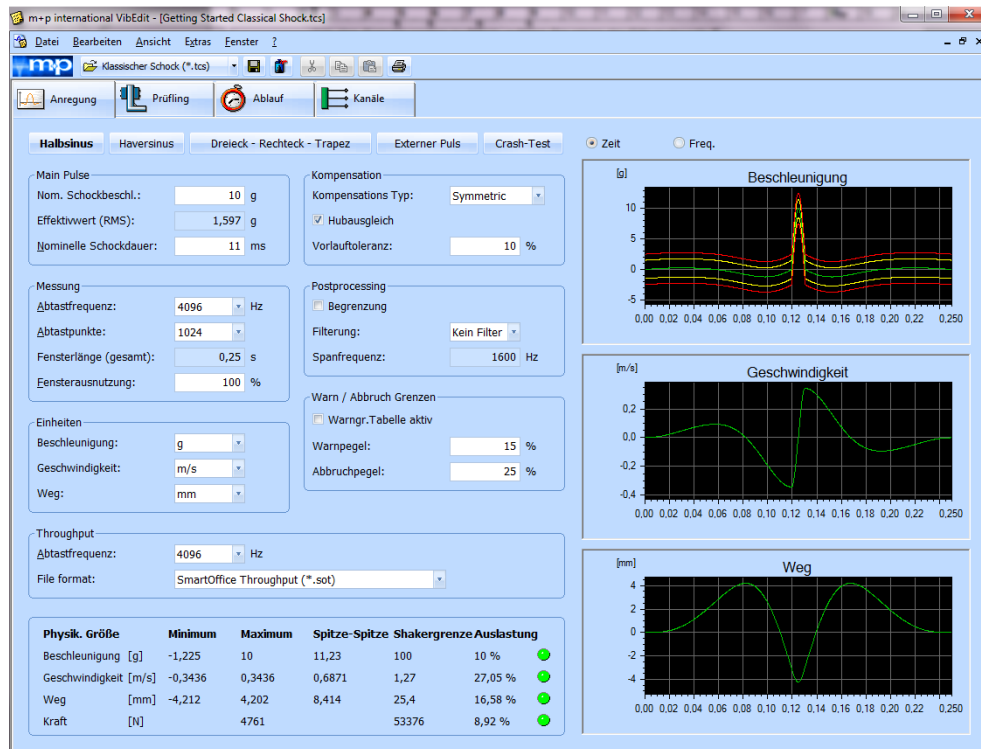 m+p international VibEdit - [Getting Started Classical Shock.tcs]
Datei Bearbeiten Ansicht Extras Fenster ?
mp Klassischer Schock (*.tcs)
Anregung Prüfling Ablauf Kanäle
Halbsinus Haversinus Dreieck - Rechteck - Trapez Externer Puls Crash-Test Zeit Freq.
Main Pulse
Nom. Schockbeschl.: 10 g
Effektivwert (RMS): 1,597 g
Nominelle Schockdauer: 11 ms
Kompensation
Kompensations Typ: Symmetric
Hubausgleich
Vorlauftoleranz: 10 %
Messung
Abtastfrequenz: 4096 Hz
Abtastpunkte: 1024
Fensterlänge (gesamt): 0,25 s
Fensterausnutzung: 100 %
Postprocessing
Begrenzung
Filterung: Kein Filter
Spanfrequenz: 1600 Hz
Einheiten
Beschleunigung: g
Geschwindigkeit: m/s
Weg: mm
Warn / Abbruch Grenzen
Warngr.Tabelle aktiv
Warnpegel: 15 %
Abbruchpegel: 25 %
Throughput
Abtastfrequenz: 4096 Hz
File format: SmartOffice Throughput (*.sot)
Physik. Größe Minimum Maximum Spitze-Spitze Shakergrenze Auslastung
Beschleunigung [g] -1,225 10 11,23 100 10 %
Geschwindigkeit [m/s] -0,3436 0,3436 0,6871 1,27 27,05 %
Weg [mm] -4,212 4,202 8,414 25,4 16,58 %
Kraft [N] 4761 53376 8,92 %
[g] Beschleunigung
10
5
0
-5
0,00 0,02 0,04 0,06 0,08 0,10 0,12 0,14 0,16 0,18 0,20 0,22 0,250
[m/s] Geschwindigkeit
0,2
0,0
-0,2
-0,4
0,00 0,02 0,04 0,06 0,08 0,10 0,12 0,14 0,16 0,18 0,20 0,22 0,250
[mm] Weg
4
2
0
-2
-4
0,00 0,02 0,04 0,06 0,08 0,10 0,12 0,14 0,16 0,18 0,20 0,22 0,250